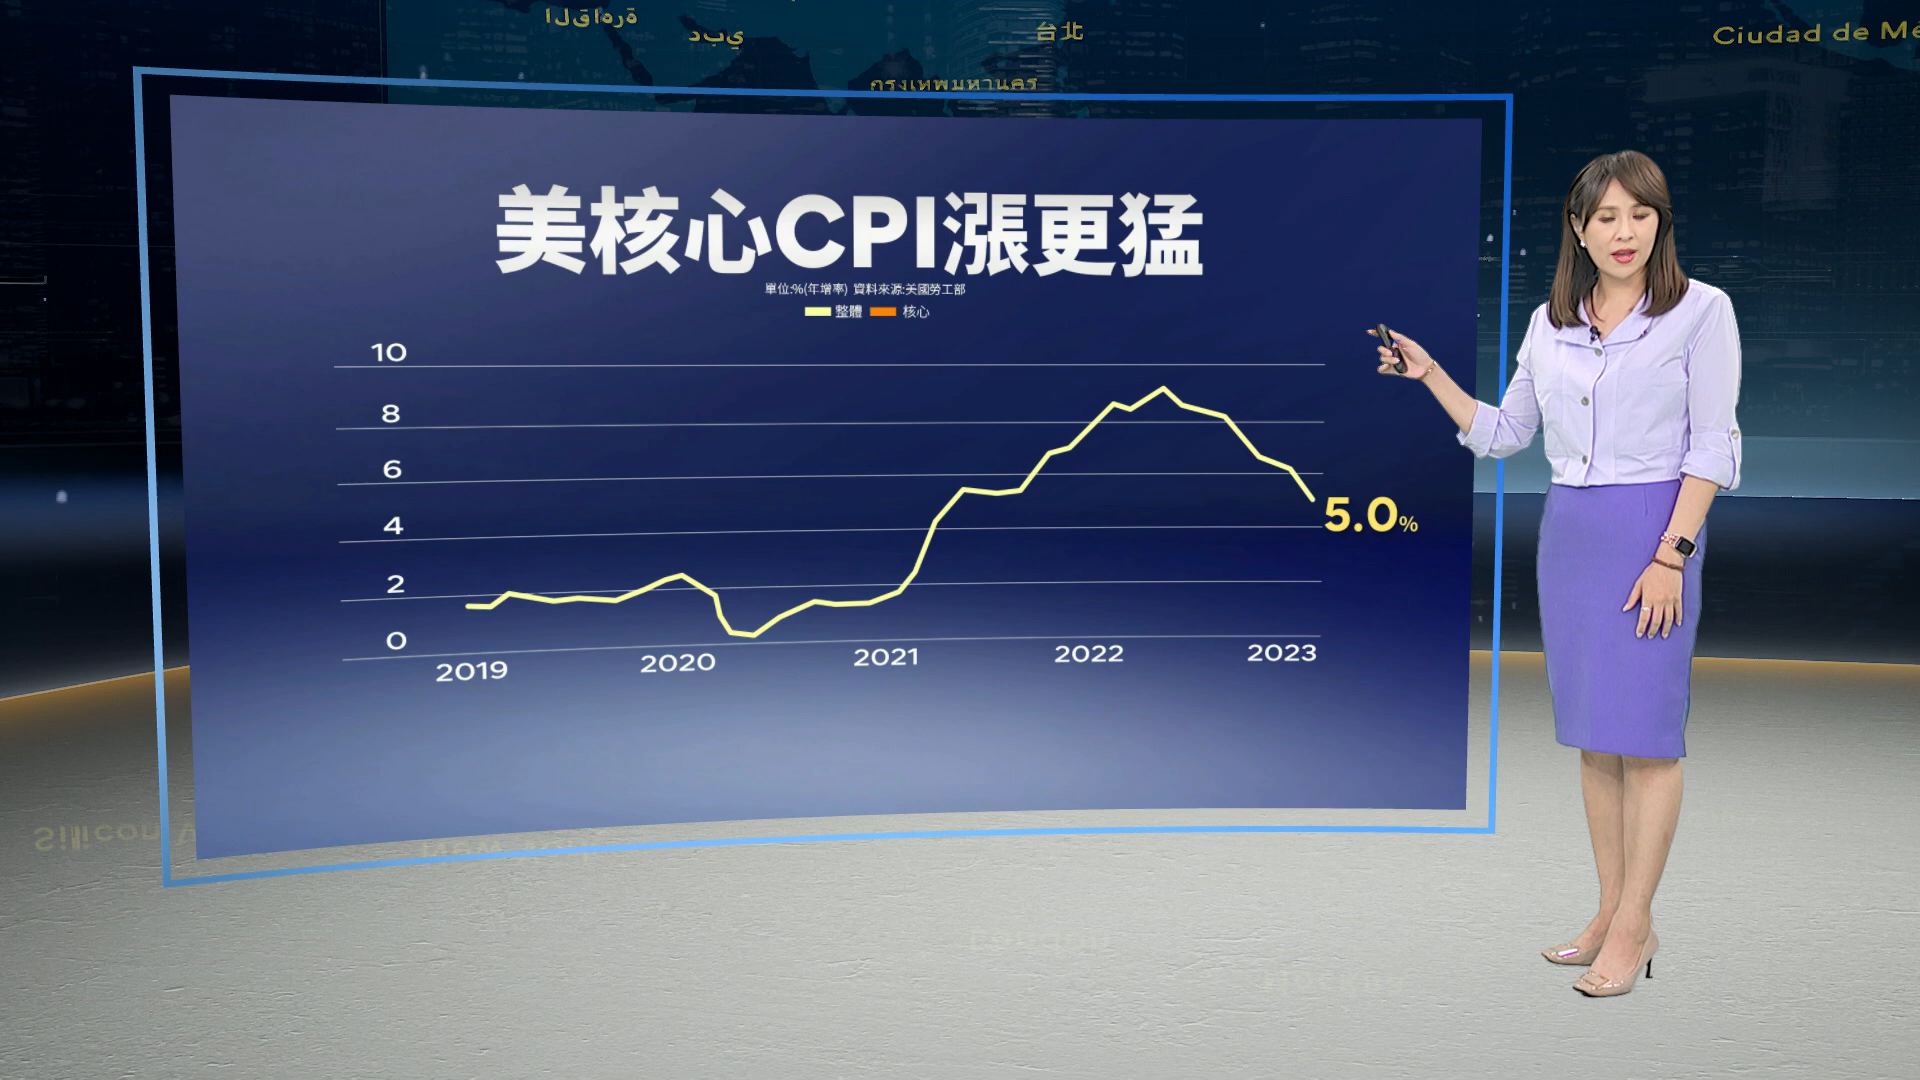 القاهرة
دبي
台北
กรุงเทพมหานคร
Ciudad de Mé
美核心CPI漲更猛
單位:%(年增率) 資料來源:美國勞工部
整體 核心
10
8
6
4
2
0
2019 2020 2021 2022 2023
5.0%
Silicon